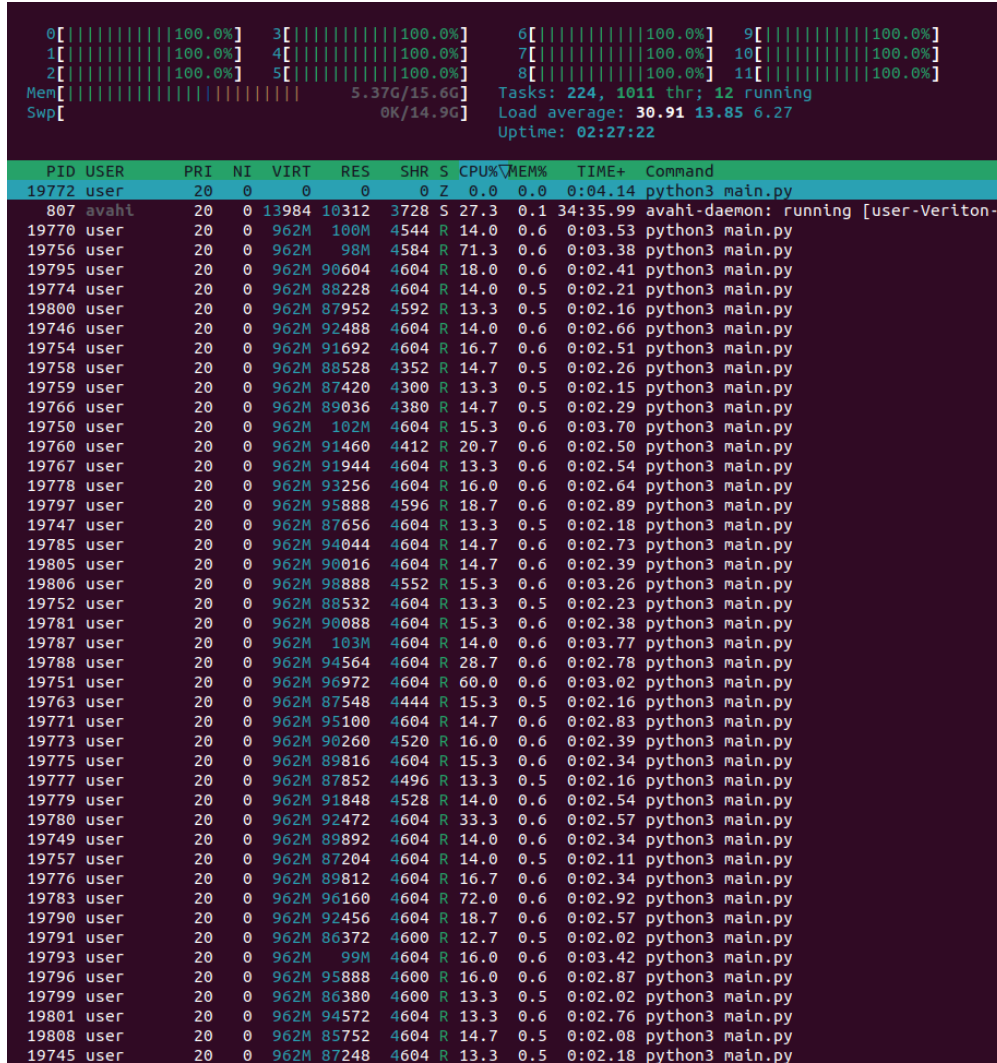 0[|||||||||||100.0%] 3[|||||||||||100.0%] 6[|||||||||||100.0%] 9[|||||||||||100.0%]
1[|||||||||||100.0%] 4[|||||||||||100.0%] 7[|||||||||||100.0%] 10[|||||||||||100.0%]
2[|||||||||||100.0%] 5[|||||||||||100.0%] 8[|||||||||||100.0%] 11[|||||||||||100.0%]
Mem[||||||||||||||||||||||||| 5.37G/15.6G] Tasks: 224, 1011 thr; 12 running
Swp[ 0K/14.9G] Load average: 30.91 13.85 6.27
Uptime: 02:27:22
PID USER PRI NI VIRT RES SHR S CPU%▽MEM% TIME+ Command
19772 user 20 0 0 0 0 Z 0.0 0.0 0:04.14 python3 main.py
807 avahi 20 0 13984 10312 3728 S 27.3 0.1 34:35.99 avahi-daemon: running [user-Veriton-
19770 user 20 0 962M 100M 4544 R 14.0 0.6 0:03.53 python3 main.py
19756 user 20 0 962M 98M 4584 R 71.3 0.6 0:03.38 python3 main.py
19795 user 20 0 962M 90604 4604 R 18.0 0.6 0:02.41 python3 main.py
19774 user 20 0 962M 88228 4604 R 14.0 0.5 0:02.21 python3 main.py
19800 user 20 0 962M 87952 4592 R 13.3 0.5 0:02.16 python3 main.py
19746 user 20 0 962M 92488 4604 R 14.0 0.6 0:02.66 python3 main.py
19754 user 20 0 962M 91692 4604 R 16.7 0.6 0:02.51 python3 main.py
19758 user 20 0 962M 88528 4352 R 14.7 0.5 0:02.26 python3 main.py
19759 user 20 0 962M 87420 4300 R 13.3 0.5 0:02.15 python3 main.py
19766 user 20 0 962M 89036 4380 R 14.7 0.5 0:02.29 python3 main.py
19750 user 20 0 962M 102M 4604 R 15.3 0.6 0:03.70 python3 main.py
19760 user 20 0 962M 91460 4412 R 20.7 0.6 0:02.50 python3 main.py
19767 user 20 0 962M 91944 4604 R 13.3 0.6 0:02.54 python3 main.py
19778 user 20 0 962M 93256 4604 R 16.0 0.6 0:02.64 python3 main.py
19797 user 20 0 962M 95888 4596 R 18.7 0.6 0:02.89 python3 main.py
19747 user 20 0 962M 87656 4604 R 13.3 0.5 0:02.18 python3 main.py
19785 user 20 0 962M 94044 4604 R 14.7 0.6 0:02.73 python3 main.py
19805 user 20 0 962M 90016 4604 R 14.7 0.6 0:02.39 python3 main.py
19806 user 20 0 962M 98888 4552 R 15.3 0.6 0:03.26 python3 main.py
19752 user 20 0 962M 88532 4604 R 13.3 0.5 0:02.23 python3 main.py
19781 user 20 0 962M 90088 4604 R 15.3 0.6 0:02.38 python3 main.py
19787 user 20 0 962M 103M 4604 R 14.0 0.6 0:03.77 python3 main.py
19788 user 20 0 962M 94564 4604 R 28.7 0.6 0:02.78 python3 main.py
19751 user 20 0 962M 96972 4604 R 60.0 0.6 0:03.02 python3 main.py
19763 user 20 0 962M 87548 4444 R 15.3 0.5 0:02.16 python3 main.py
19771 user 20 0 962M 95100 4604 R 14.7 0.6 0:02.83 python3 main.py
19773 user 20 0 962M 90260 4520 R 16.0 0.6 0:02.39 python3 main.py
19775 user 20 0 962M 89816 4604 R 15.3 0.6 0:02.34 python3 main.py
19777 user 20 0 962M 87852 4496 R 13.3 0.5 0:02.16 python3 main.py
19779 user 20 0 962M 91848 4528 R 14.0 0.6 0:02.54 python3 main.py
19780 user 20 0 962M 92472 4604 R 33.3 0.6 0:02.57 python3 main.py
19749 user 20 0 962M 89892 4604 R 14.0 0.6 0:02.34 python3 main.py
19757 user 20 0 962M 87204 4604 R 14.0 0.5 0:02.11 python3 main.py
19776 user 20 0 962M 89812 4604 R 16.7 0.6 0:02.34 python3 main.py
19783 user 20 0 962M 96160 4604 R 72.0 0.6 0:02.92 python3 main.py
19790 user 20 0 962M 92456 4604 R 18.7 0.6 0:02.57 python3 main.py
19791 user 20 0 962M 86372 4600 R 12.7 0.5 0:02.02 python3 main.py
19793 user 20 0 962M 99M 4604 R 16.0 0.6 0:03.42 python3 main.py
19796 user 20 0 962M 95888 4600 R 16.0 0.6 0:02.87 python3 main.py
19799 user 20 0 962M 86380 4600 R 13.3 0.5 0:02.02 python3 main.py
19801 user 20 0 962M 94572 4604 R 13.3 0.6 0:02.76 python3 main.py
19808 user 20 0 962M 85752 4604 R 14.7 0.5 0:02.08 python3 main.py
19745 user 20 0 962M 87248 4604 R 13.3 0.5 0:02.18 python3 main.py